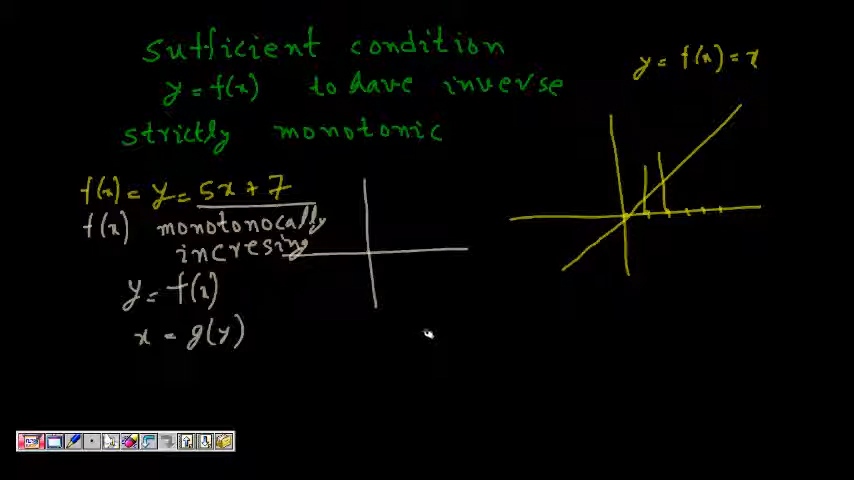 sufficient condition
y = f(x) to have inverse
strictly monotonic
y = f(x) = x
f(x) = y = 5x + 7
f(x) monotonocally
incresing
y = f(x)
x = g(y)